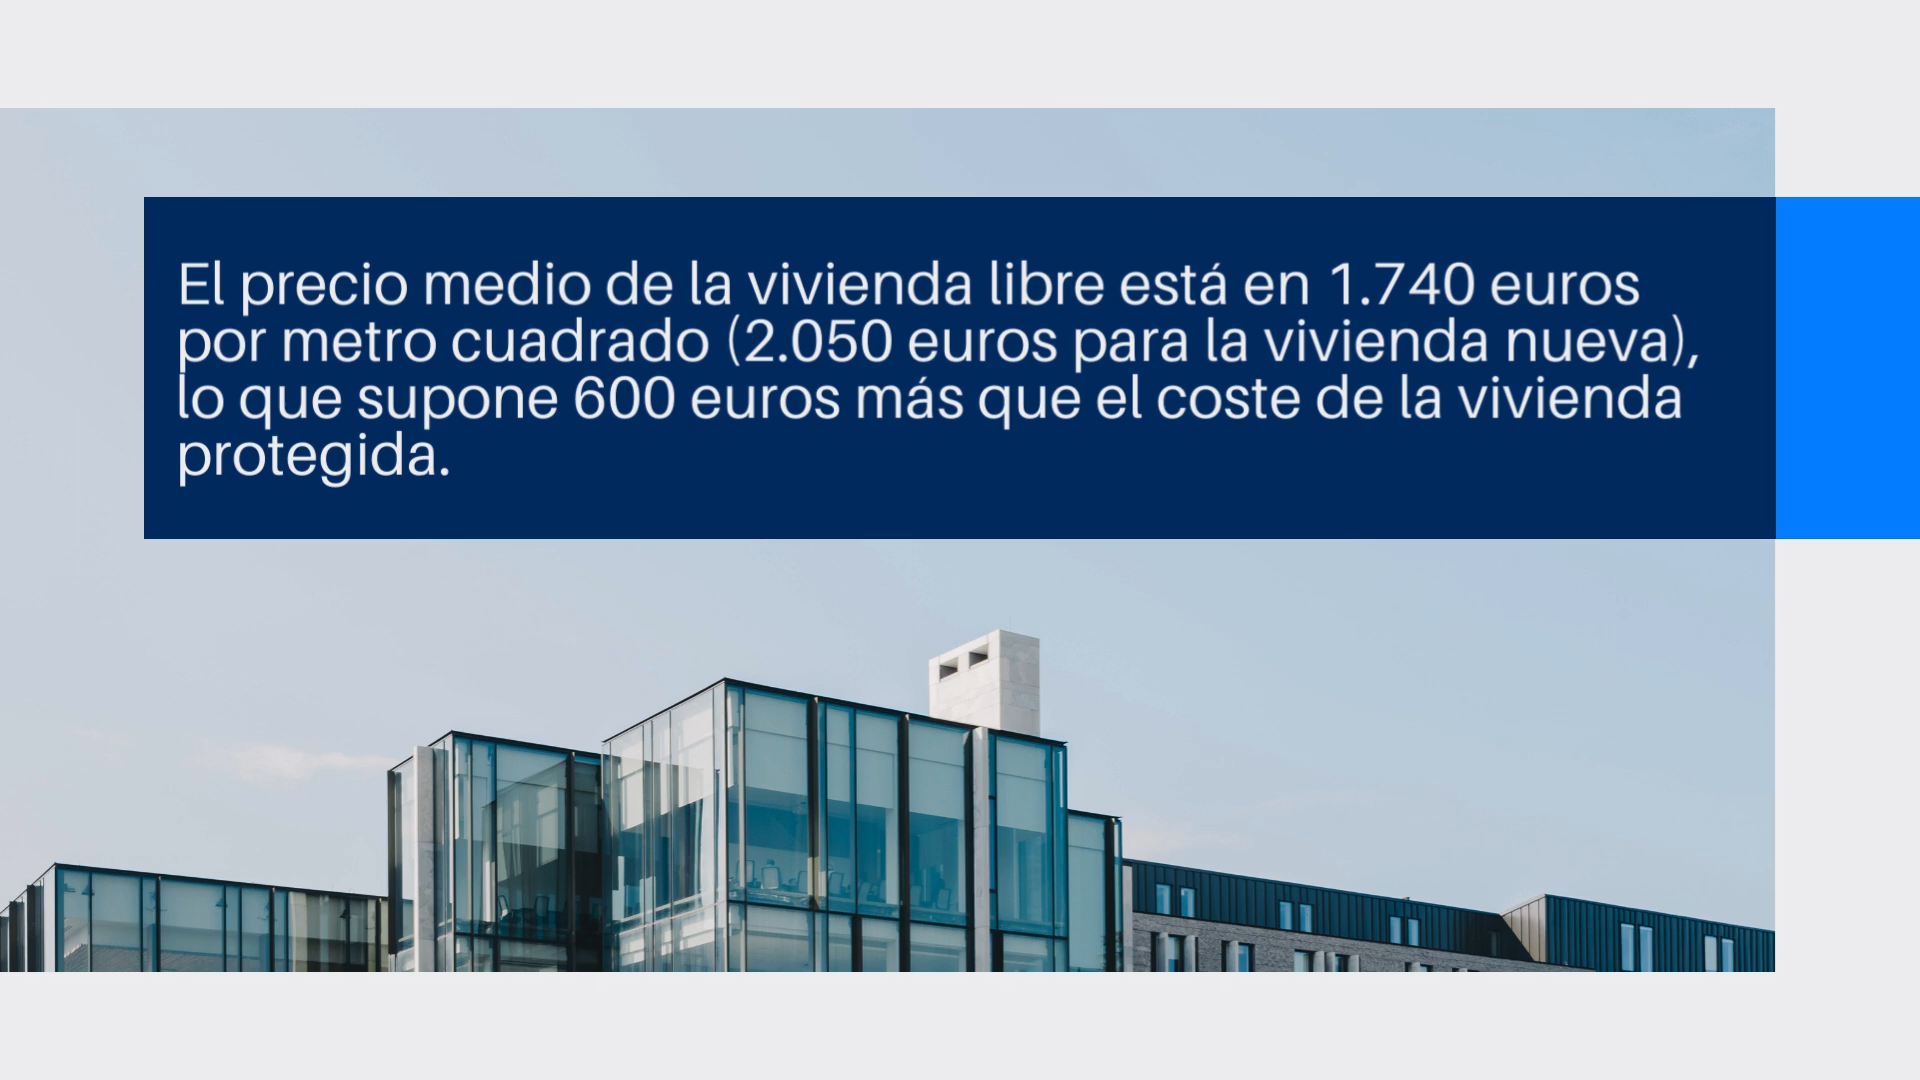 El precio medio de la vivienda libre está en 1.740 euros
por metro cuadrado (2.050 euros para la vivienda nueva),
lo que supone 600 euros más que el coste de la vivienda
protegida.